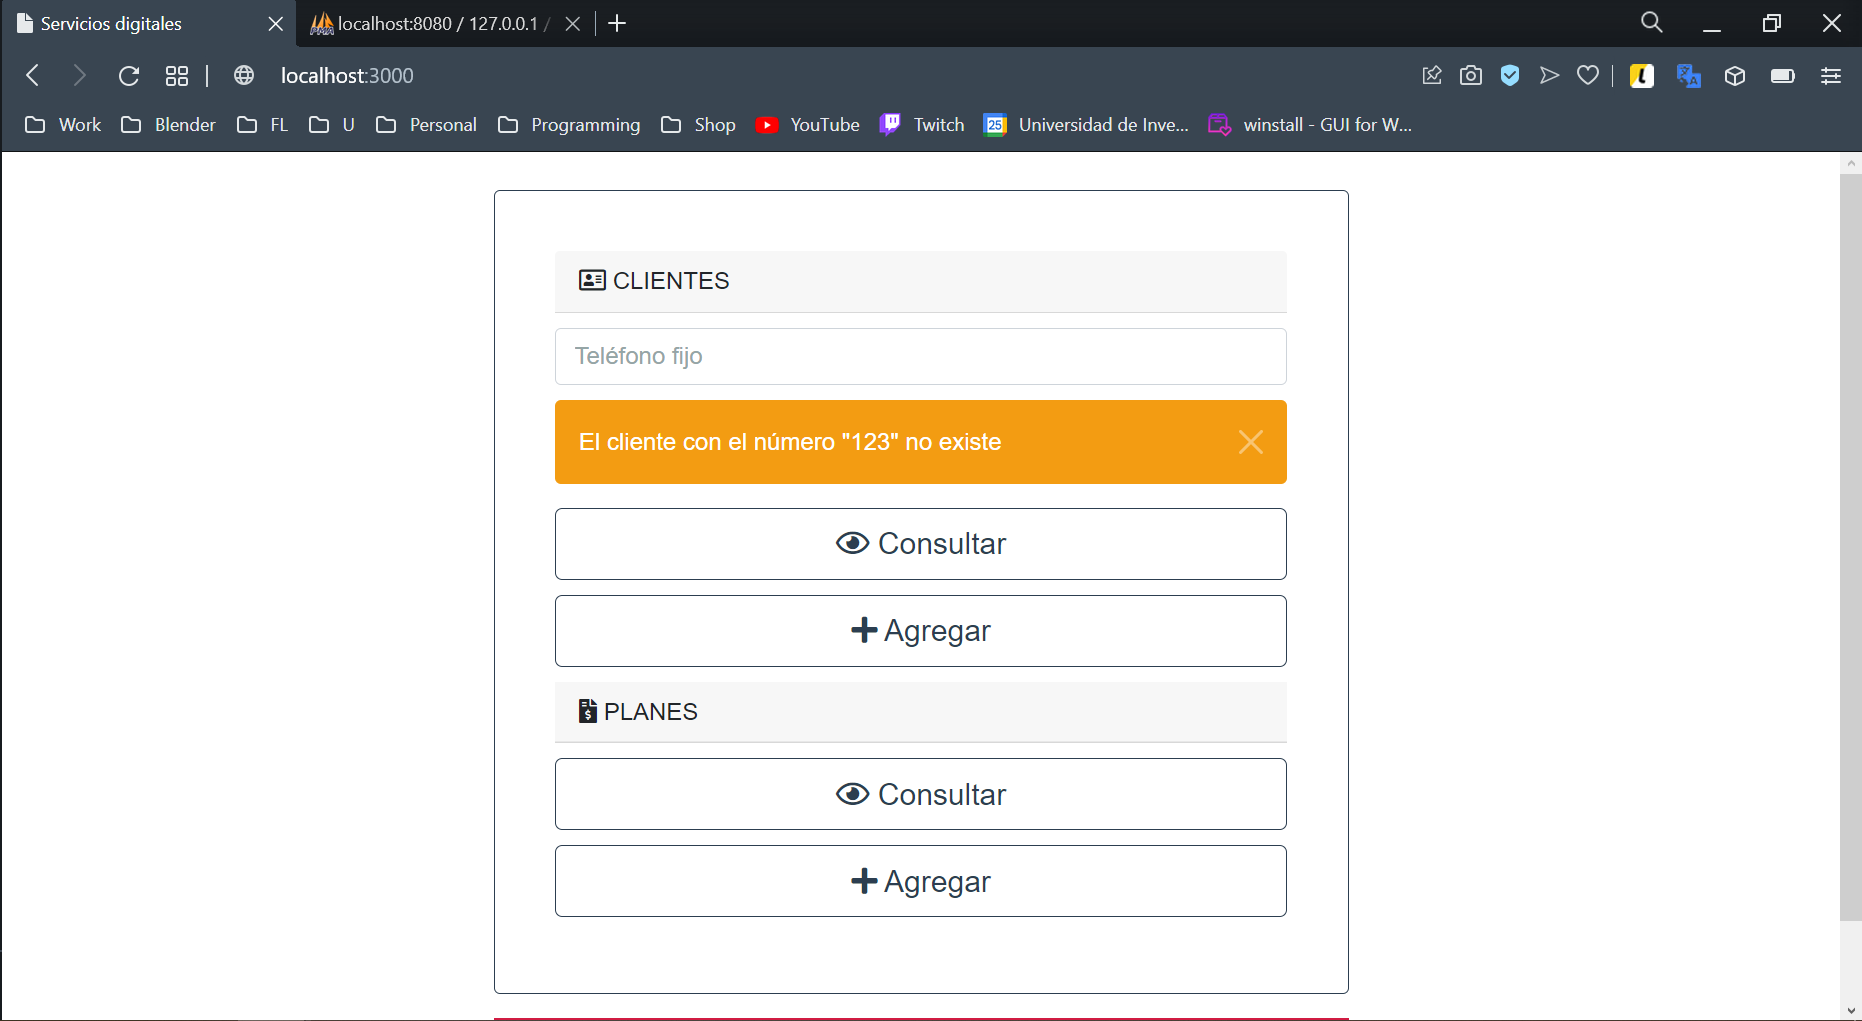 Servicios digitales
localhost:8080 / 127.0.0.1 /
localhost:3000
Work Blender FL U Personal Programming Shop YouTube Twitch 25 Universidad de Inve... winstall - GUI for W...
CLIENTES
Teléfono fijo
El cliente con el número "123" no existe
Consultar
Agregar
PLANES
Consultar
Agregar